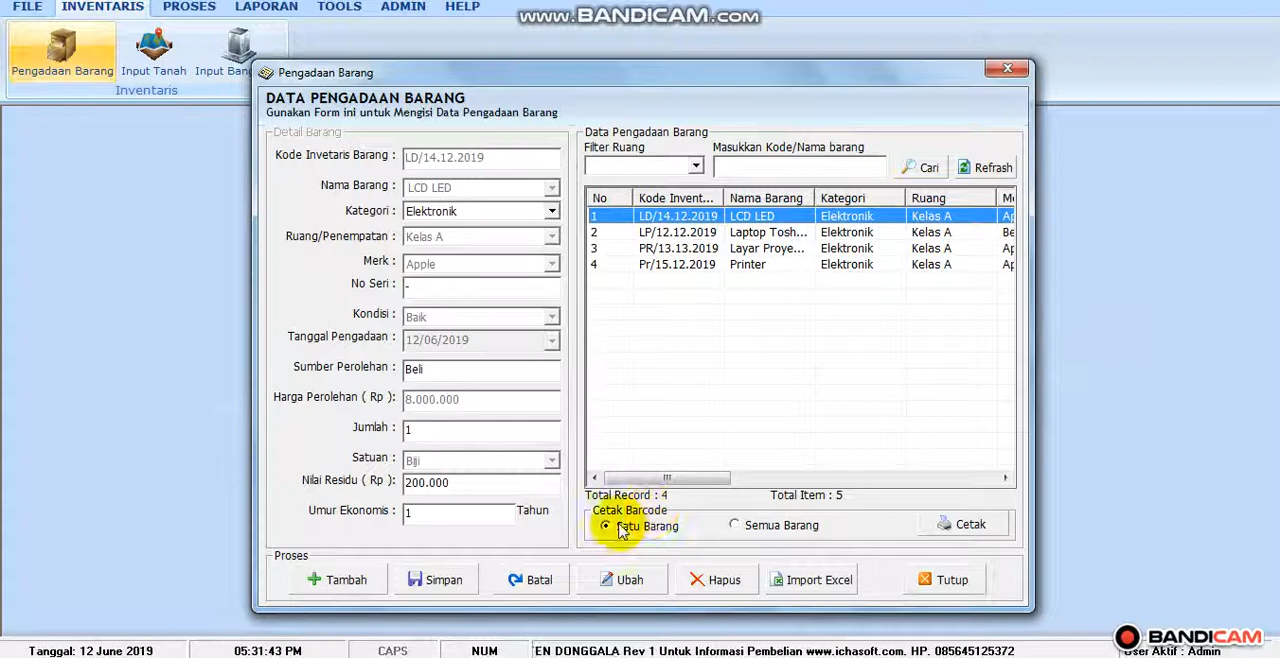 FILE INVENTARIS PROSES LAPORAN TOOLS ADMIN HELP
www.BANDICAM.com
Pengadaan Barang Input Tanah Input Ban
Inventaris
Pengadaan Barang
DATA PENGADAAN BARANG
Gunakan Form ini untuk Mengisi Data Pengadaan Barang
Detail Barang
Kode Invetaris Barang : LD/14.12.2019
Nama Barang : LCD LED
Kategori : Elektronik
Ruang/Penempatan : Kelas A
Merk : Apple
No Seri : -
Kondisi : Baik
Tanggal Pengadaan : 12/06/2019
Sumber Perolehan : Beli
Harga Perolehan ( Rp ): 8.000.000
Jumlah : 1
Satuan : Biji
Nilai Residu ( Rp ) : 200.000
Umur Ekonomis : 1 Tahun
Data Pengadaan Barang
Filter Ruang Masukkan Kode/Nama barang
Cari Refresh
No Kode Invent... Nama Barang Kategori Ruang M
1 LD/14.12.2019 LCD LED Elektronik Kelas A Ap
2 LP/12.12.2019 Laptop Tosh... Elektronik Kelas A Be
3 PR/13.13.2019 Layar Proye... Elektronik Kelas A Ap
4 Pr/15.12.2019 Printer Elektronik Kelas A Ap
Total Record : 4 Total Item : 5
Cetak Barcode
Satu Barang Semua Barang Cetak
Proses
Tambah Simpan Batal Ubah Hapus Import Excel Tutup
Tanggal: 12 June 2019 05:31:43 PM CAPS NUM EN DONGGALA Rev 1 Untuk Informasi Pembelian www.ichasoft.com. HP. 085645125372 User Aktif : Admin
BANDICAM